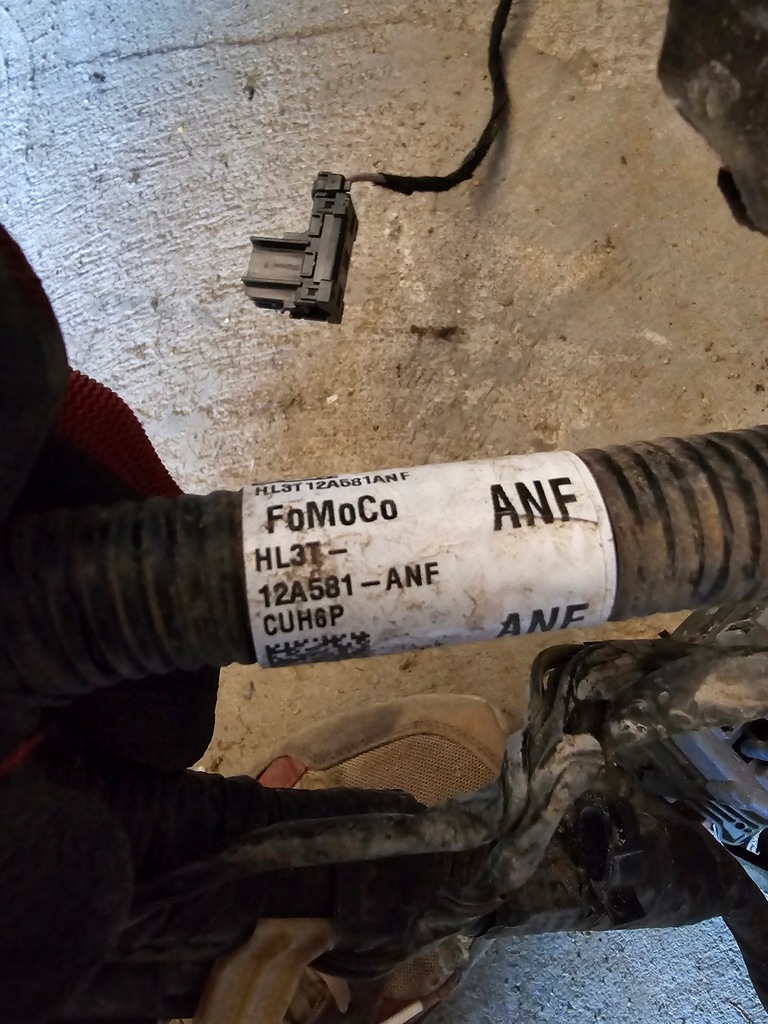 HL3T12A581ANF
FoMoCo
ANF
HL3T-
12A581-ANF
CUH6P
ANF